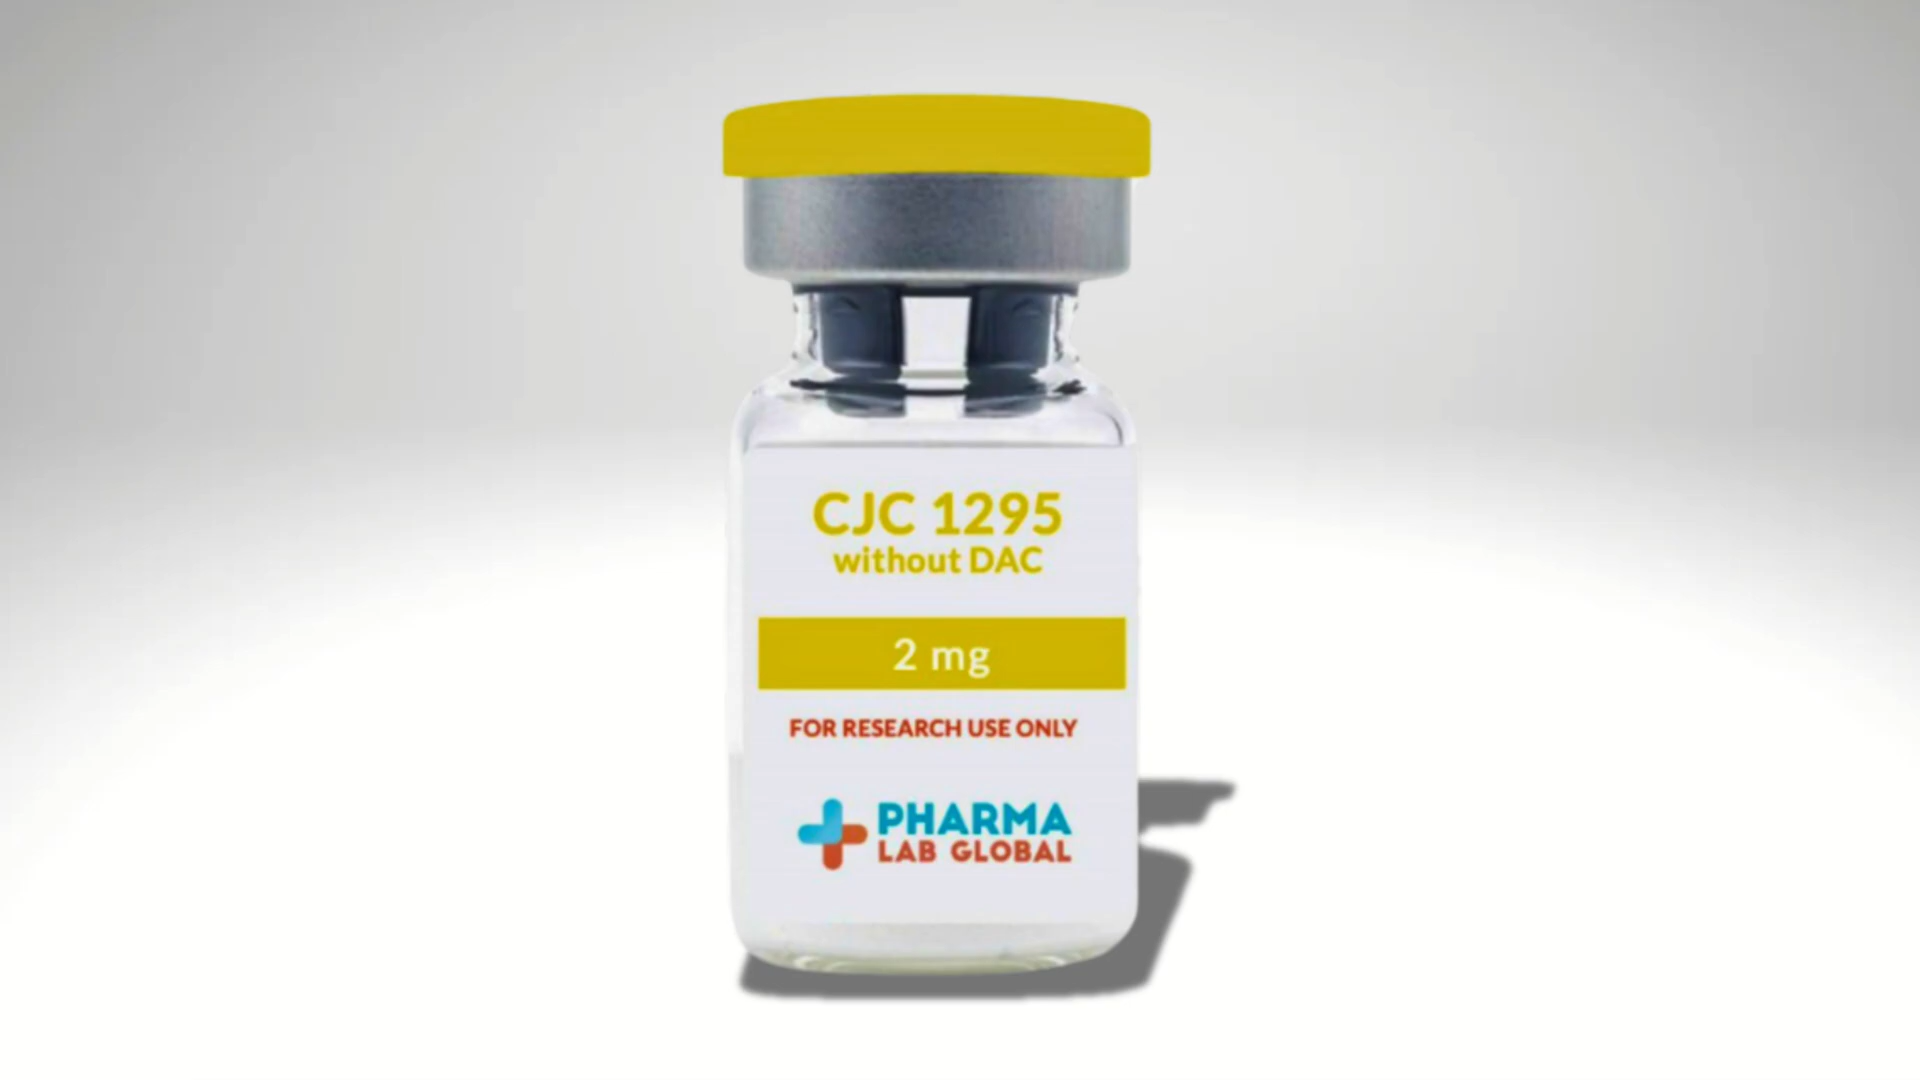 CJC 1295
without DAC
2 mg
FOR RESEARCH USE ONLY
PHARMA
LAB GLOBAL